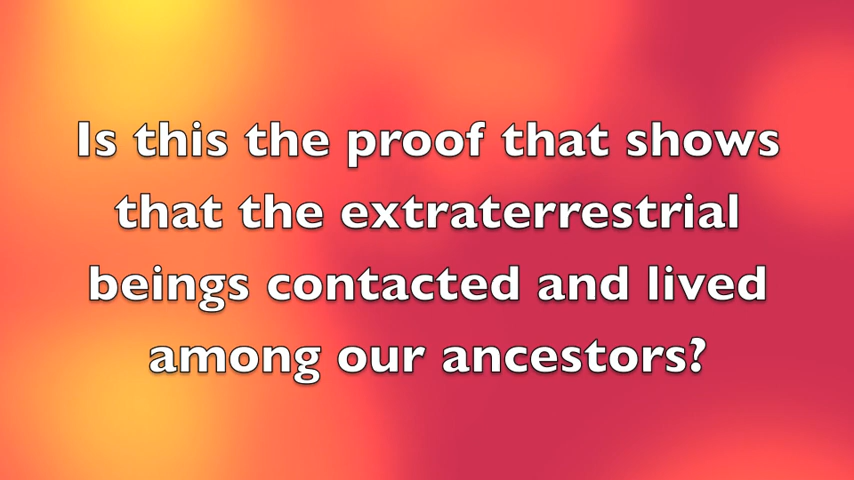 Is this the proof that shows
that the extraterrestrial
beings contacted and lived
among our ancestors?